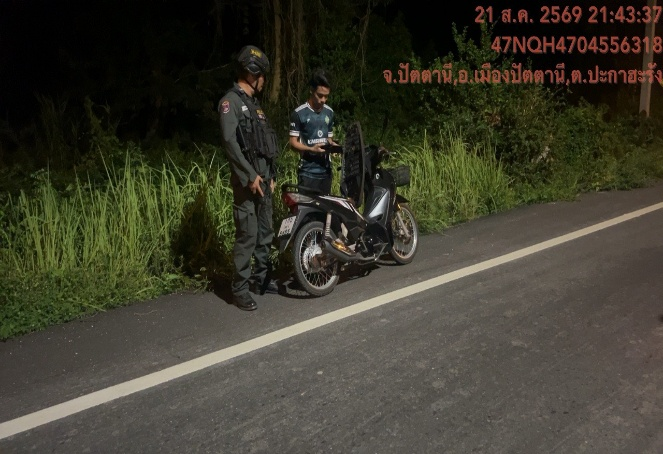 21 ส.ค. 2569 21:43:37
47NQH4704556318
จ.ปัตตานี,อ.เมืองปัตตานี,ต.ปะกาฮะรัง